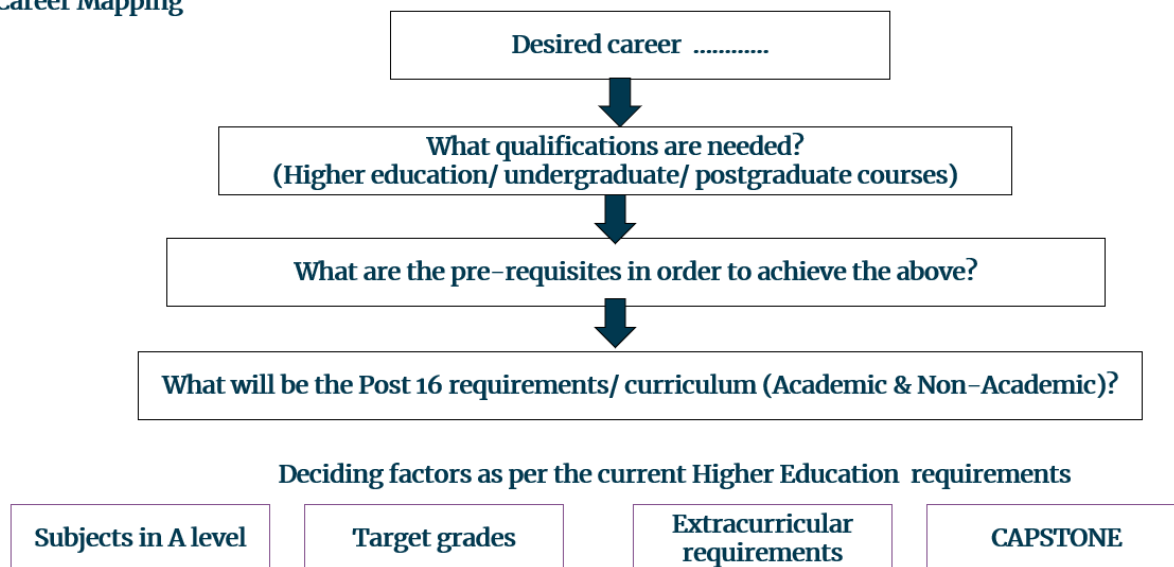 Career Mapping
Desired career ............
What qualifications are needed?
(Higher education/ undergraduate/ postgraduate courses)
What are the pre-requisites in order to achieve the above?
What will be the Post 16 requirements/ curriculum (Academic & Non-Academic)?
Deciding factors as per the current Higher Education requirements
Subjects in A level
Target grades
Extracurricular
requirements
CAPSTONE